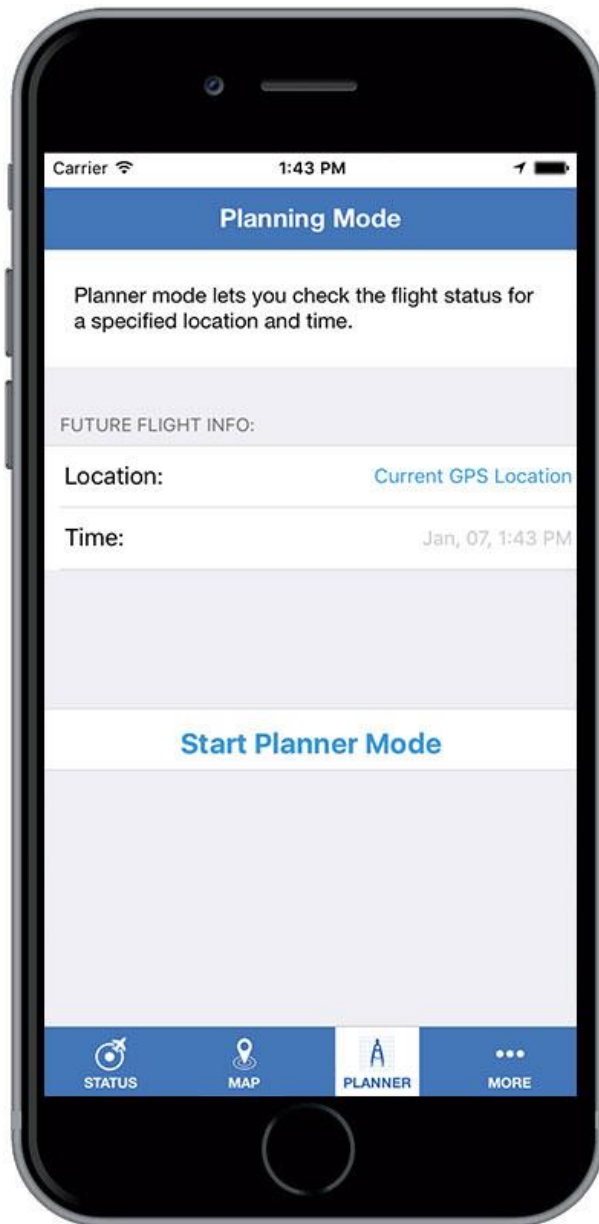 Carrier 1:43 PM
Planning Mode
Planner mode lets you check the flight status for
a specified location and time.
FUTURE FLIGHT INFO:
Location: Current GPS Location
Time: Jan, 07, 1:43 PM
Start Planner Mode
STATUS MAP PLANNER MORE